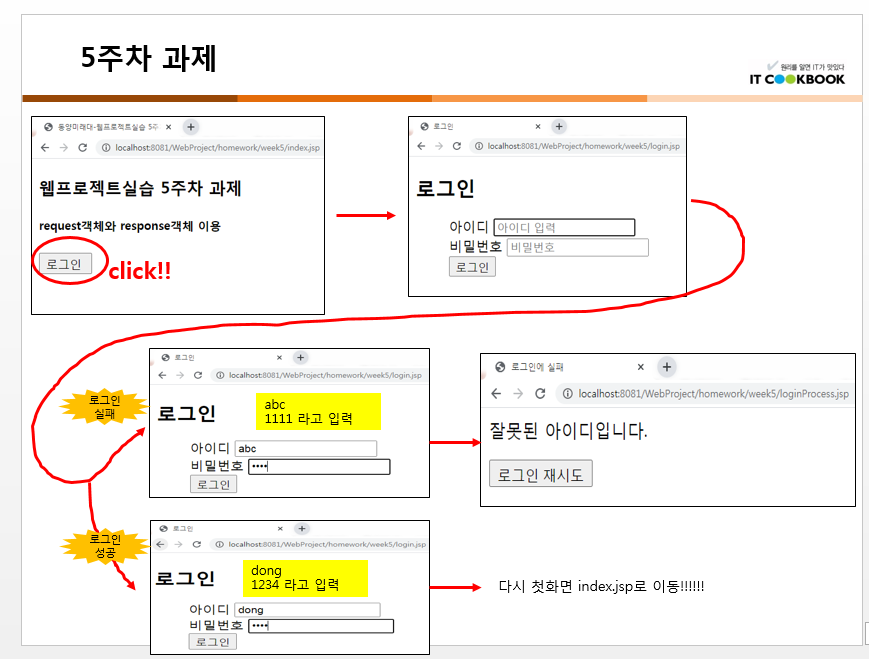 5주차 과제
원리를 알면 IT가 맛있다
IT COOKBOOK
동양미래대-웹프로젝트실습 5주
localhost:8081/WebProject/homework/week5/index.jsp
웹프로젝트실습 5주차 과제
request객체와 response객체 이용
로그인
click!!
로그인
localhost:8081/WebProject/homework/week5/login.jsp
로그인
아이디 아이디 입력
비밀번호 비밀번호
로그인
로그인
실패
로그인
localhost:8081/WebProject/homework/week5/login.jsp
로그인
abc
1111 라고 입력
아이디 abc
비밀번호 ••••
로그인
로그인에 실패
localhost:8081/WebProject/homework/week5/loginProcess.jsp
잘못된 아이디입니다.
로그인 재시도
로그인
성공
로그인
localhost:8081/WebProject/homework/week5/login.jsp
로그인
dong
1234 라고 입력
아이디 dong
비밀번호 ••••
로그인
다시 첫화면 index.jsp로 이동!!!!!!